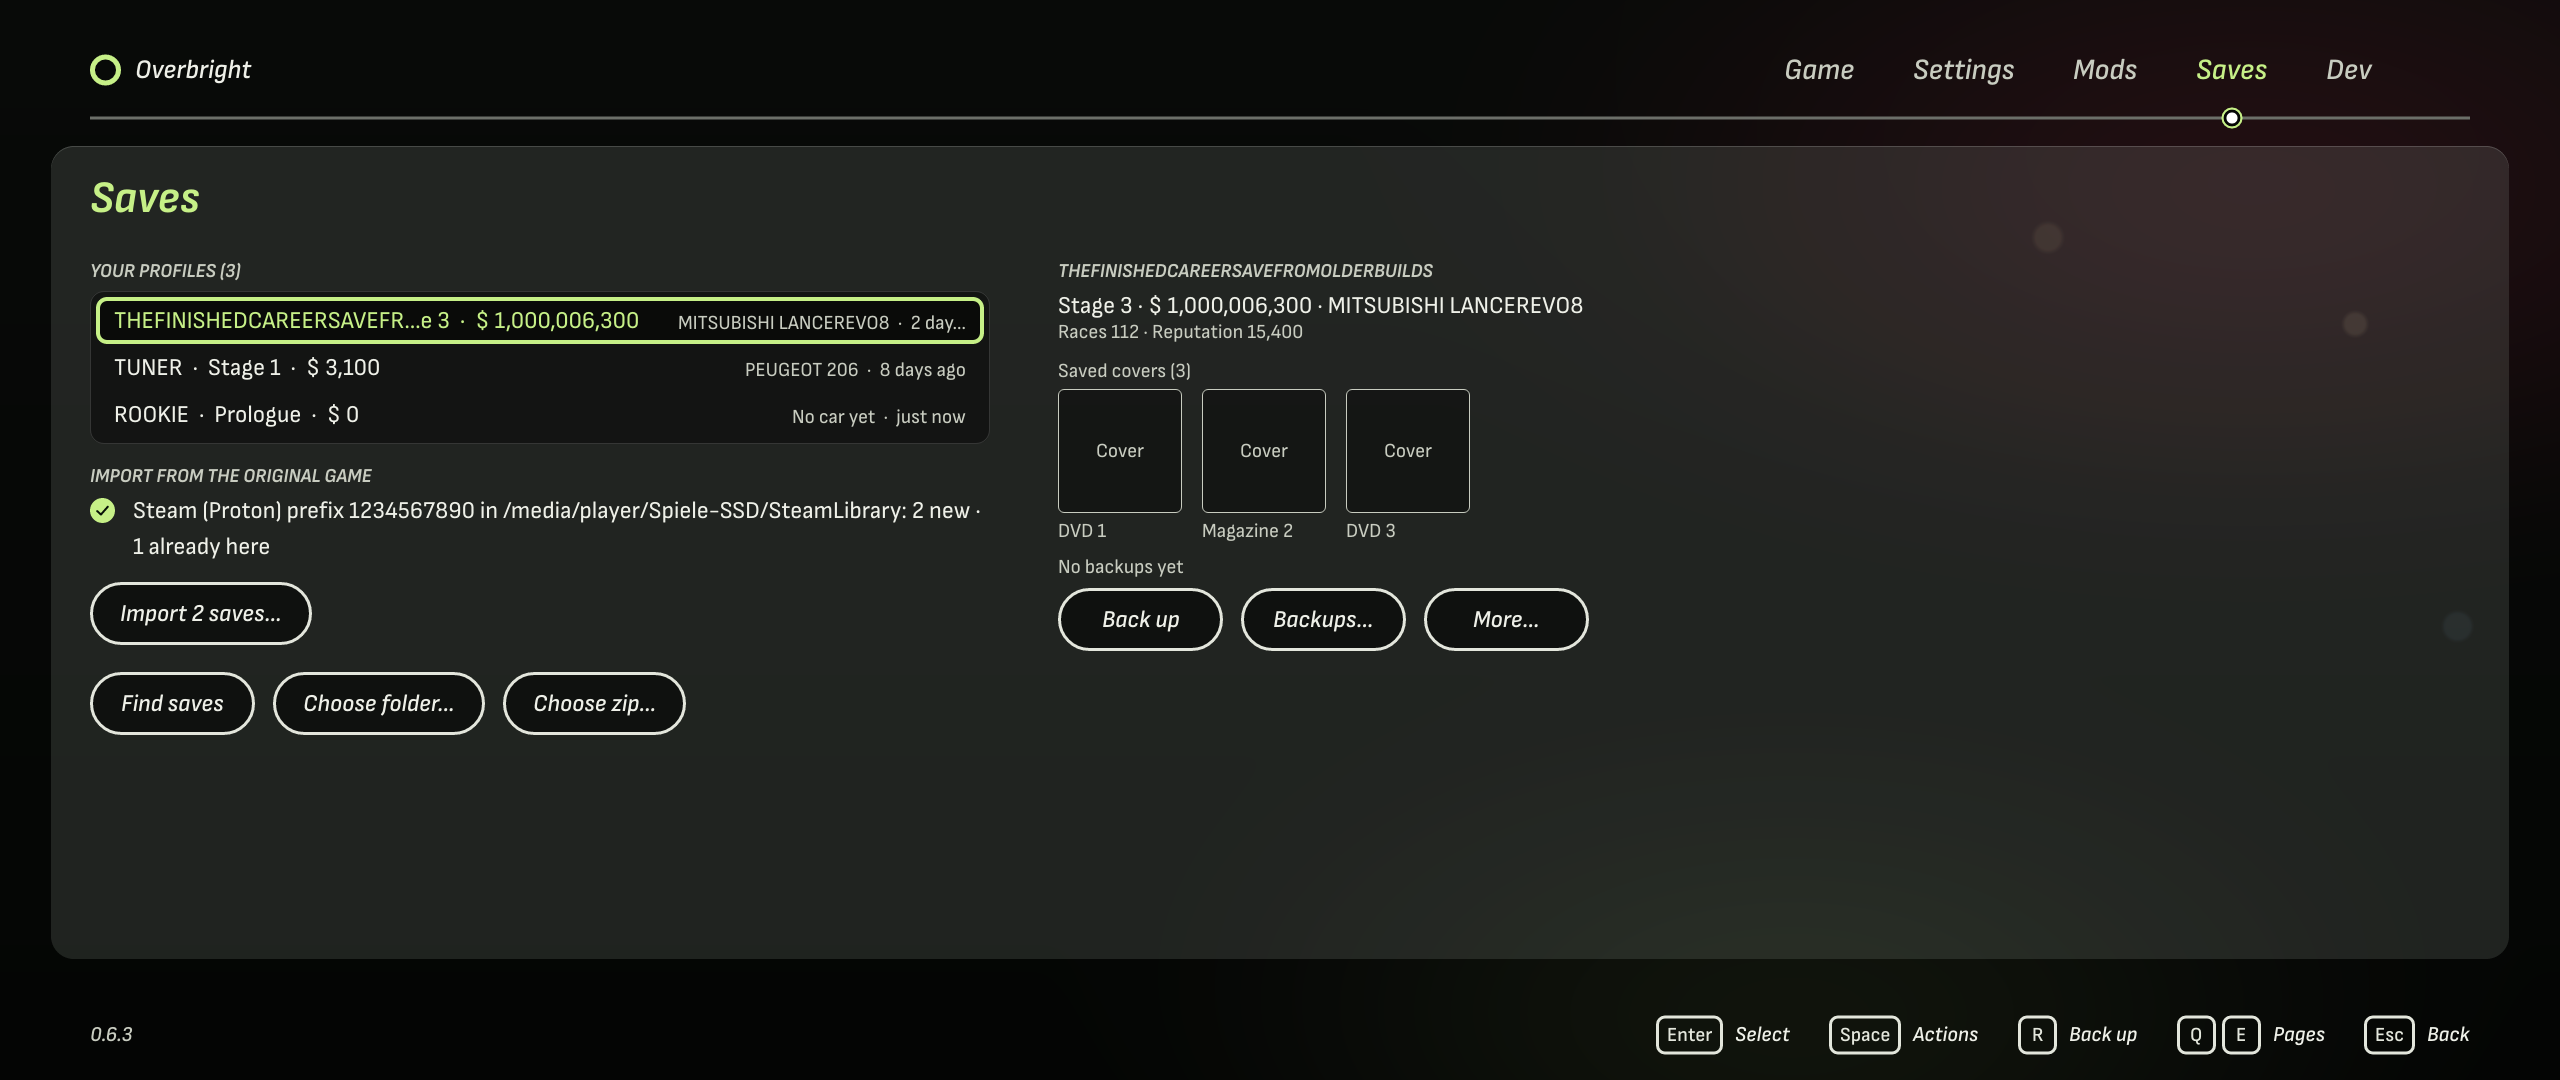 Overbright
Game Settings Mods Saves Dev
Saves
YOUR PROFILES (3)
THEFINISHEDCAREERSAVEFR...e 3 · $ 1,000,006,300 MITSUBISHI LANCEREVO8 · 2 day...
TUNER · Stage 1 · $ 3,100 PEUGEOT 206 · 8 days ago
ROOKIE · Prologue · $ 0 No car yet · just now
IMPORT FROM THE ORIGINAL GAME
Steam (Proton) prefix 1234567890 in /media/player/Spiele-SSD/SteamLibrary: 2 new ·
1 already here
Import 2 saves...
Find saves Choose folder... Choose zip...
THEFINISHEDCAREERSAVEFROMOLDERBUILDS
Stage 3 · $ 1,000,006,300 · MITSUBISHI LANCEREVO8
Races 112 · Reputation 15,400
Saved covers (3)
Cover Cover Cover
DVD 1 Magazine 2 DVD 3
No backups yet
Back up Backups... More...
0.6.3
Enter Select Space Actions R Back up Q E Pages Esc Back